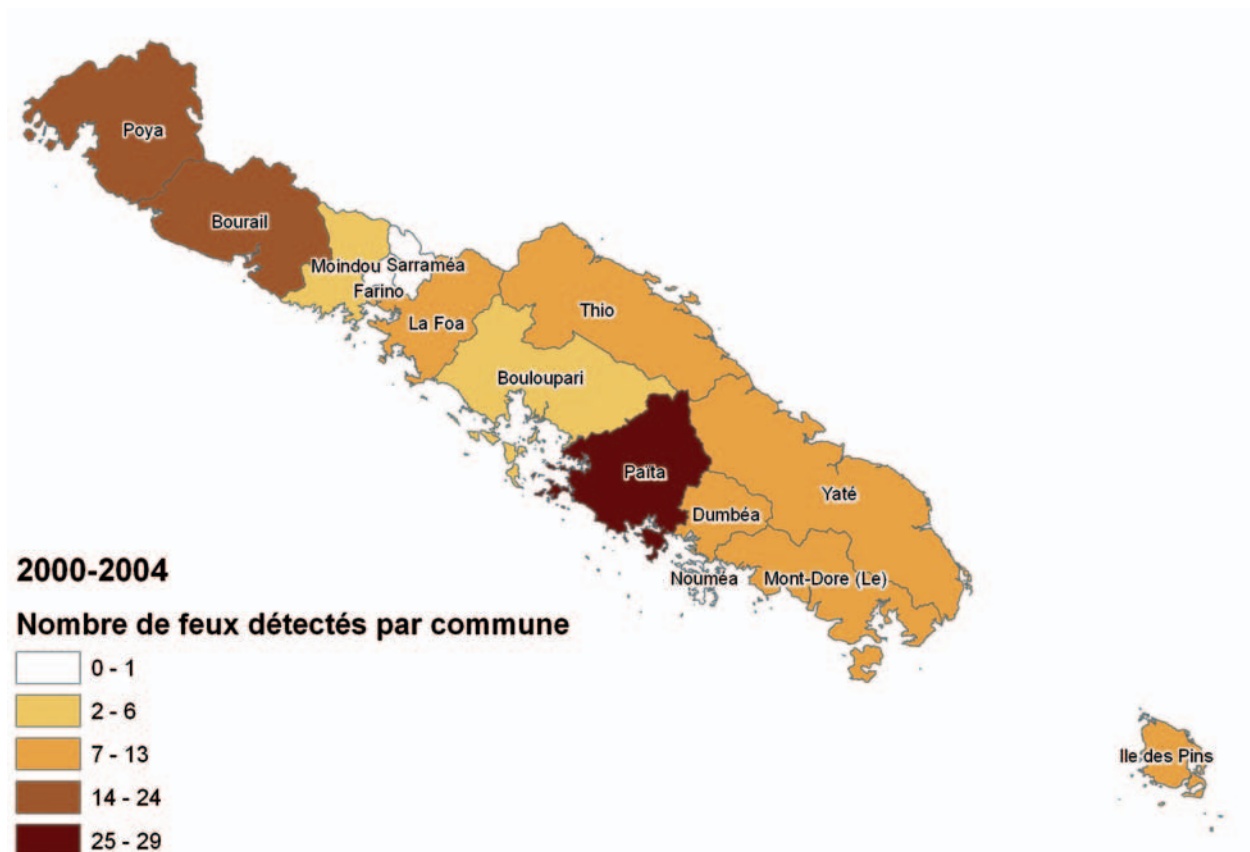 Poya
Bourail
Moindou Sarraméa
Farino
La Foa
Thio
Bouloupari
Païta
Yaté
Dumbéa
Nouméa
Mont-Dore (Le)
Ile des Pins
2000-2004
Nombre de feux détectés par commune
0 - 1
2 - 6
7 - 13
14 - 24
25 - 29